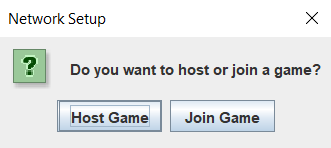 Network Setup
?
Do you want to host or join a game?
Host Game
Join Game